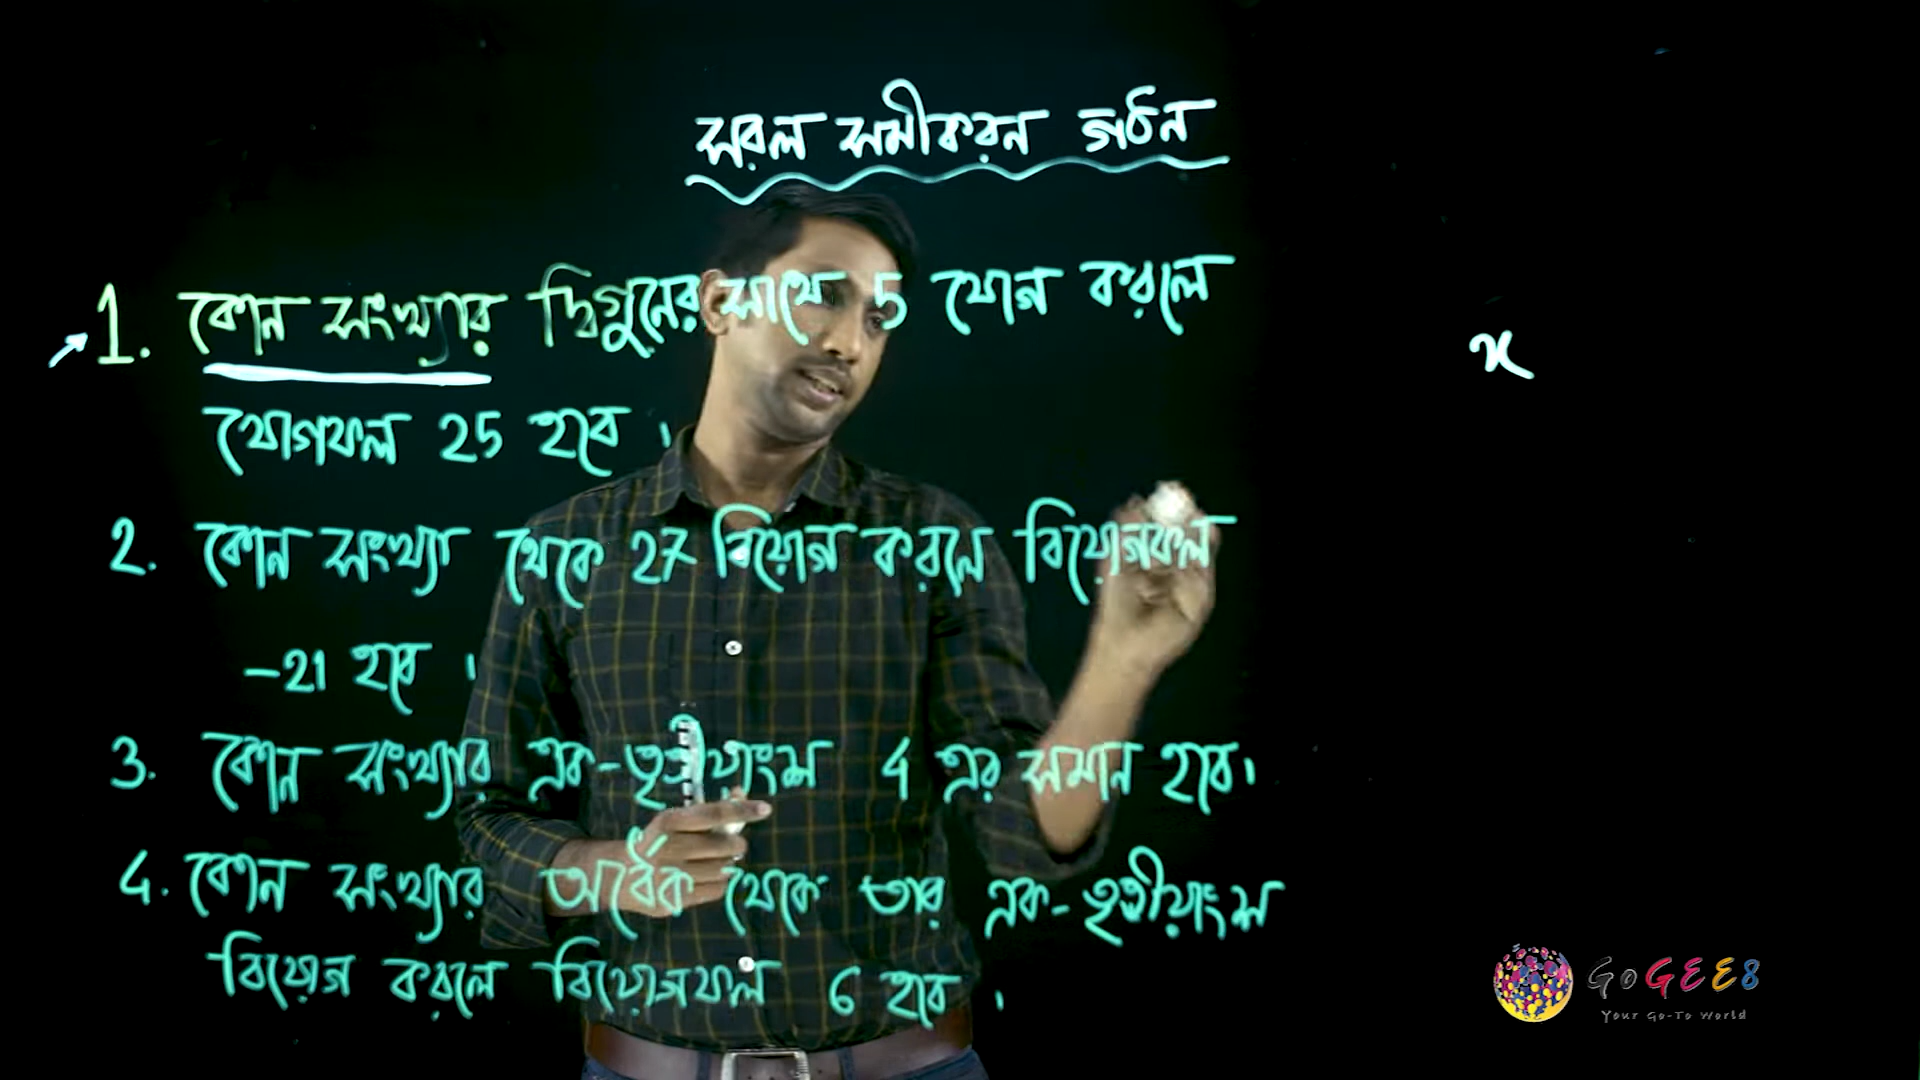 সরল সমীকরন গঠন
1. কোন সংখ্যার দ্বিগুনের সাথে 5 যোগ করলে
যোগফল 25 হবে ।
x
2. কোন সংখ্যা থেকে 27 বিয়োগ করলে বিয়োগফল
-21 হবে ।
3. কোন সংখ্যার এক-তৃতীয়াংশ 4 এর সমান হবে।
4. কোন সংখ্যার অর্ধেক থেকে তার এক-তৃতীয়াংশ
বিয়োগ করলে বিয়োগফল 6 হবে ।
GoGEE8
Your Go-To World